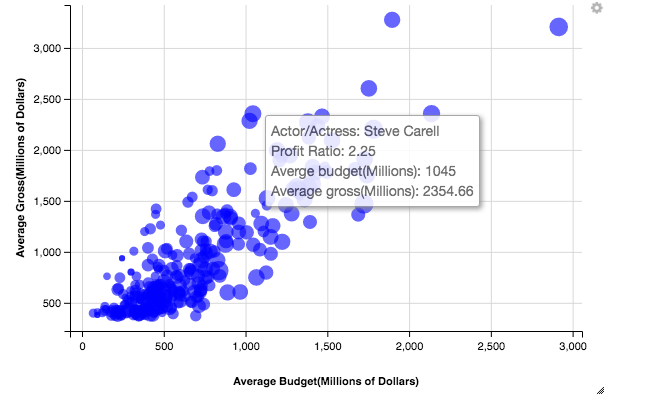 3,000
2,500
2,000
1,500
1,000
500
Average Gross(Millions of Dollars)
Actor/Actress: Steve Carell
Profit Ratio: 2.25
Averge budget(Millions): 1045
Average gross(Millions): 2354.66
0 500 1,000 1,500 2,000 2,500 3,000
Average Budget(Millions of Dollars)